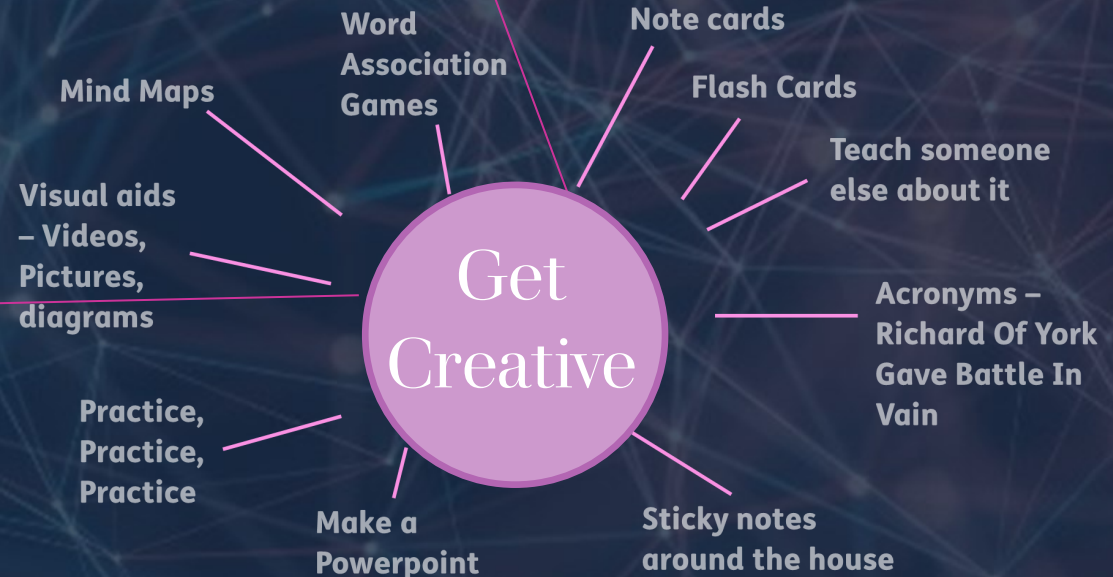 Word
Association
Games
Note cards
Mind Maps
Flash Cards
Teach someone
else about it
Visual aids
– Videos,
Pictures,
diagrams
Get
Creative
Acronyms –
Richard Of York
Gave Battle In
Vain
Practice,
Practice,
Practice
Make a
Powerpoint
Sticky notes
around the house